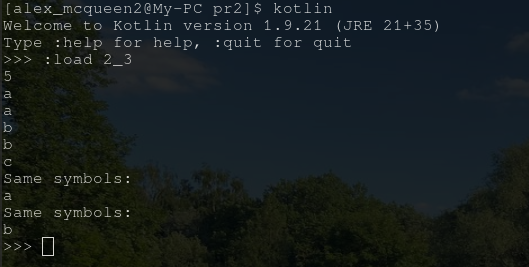 [alex_mcqueen2@My-PC pr2]$ kotlin
Welcome to Kotlin version 1.9.21 (JRE 21+35)
Type :help for help, :quit for quit
>>> :load 2_3
5
a
a
b
b
c
Same symbols:
a
Same symbols:
b
>>>